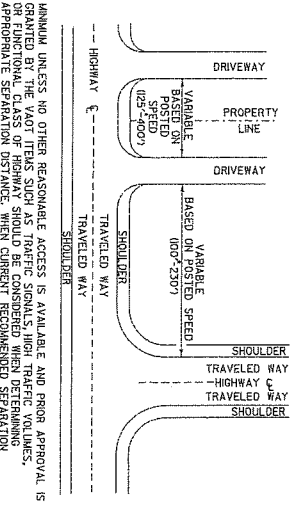 DRIVEWAY
PROPERTY
LINE
DRIVEWAY
SHOULDER
TRAVELED WAY
HIGHWAY ℄
TRAVELED WAY
SHOULDER
VARIABLE
BASED ON
POSTED
SPEED
(125'-400')
VARIABLE
BASED ON POSTED SPEED
(100'-230')
SHOULDER
TRAVELED WAY
HIGHWAY ℄
TRAVELED WAY
SHOULDER
MINIMUM UNLESS NO OTHER REASONABLE ACCESS IS AVAILABLE AND PRIOR APPROVAL IS
GRANTED BY THE VAOT ITEMS SUCH AS TRAFFIC SIGNALS, HIGH TRAFFIC VOLUMES,
OR FUNCTIONAL CLASS OF HIGHWAY SHOULD BE CONSIDERED WHEN DETERMINING
APPROPRIATE SEPARATION DISTANCE. WHEN CURRENT RECOMMENDED SEPARATION